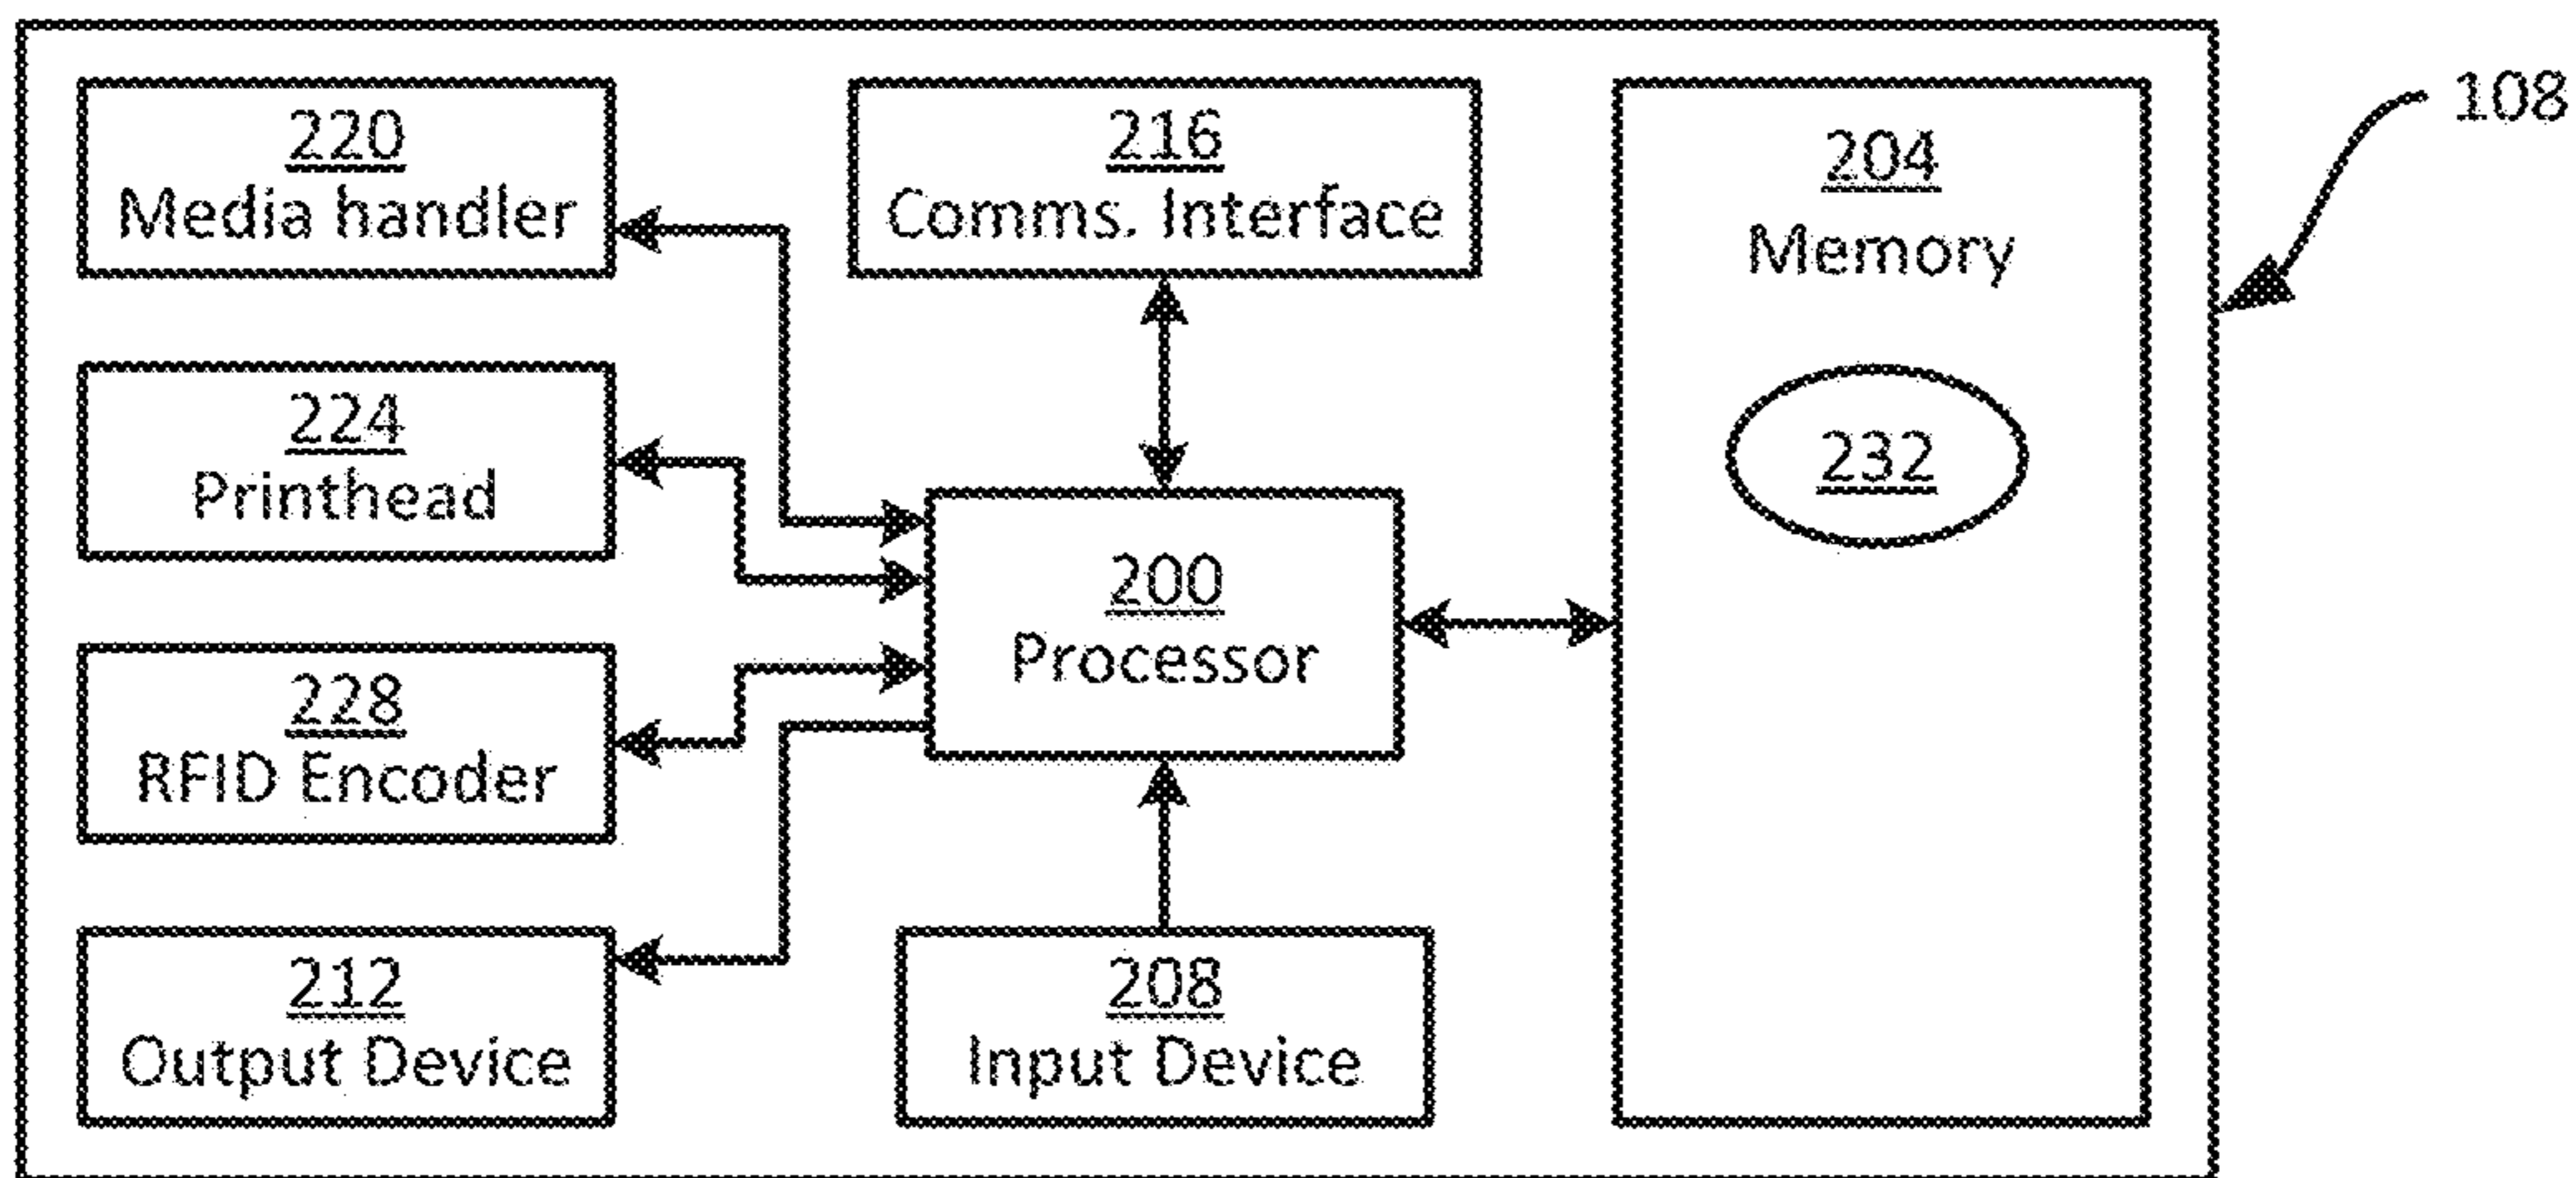 108
220
Media handler
216
Comms. Interface
204
Memory
224
Printhead
232
200
Processor
228
RFID Encoder
212
Output Device
208
Input Device